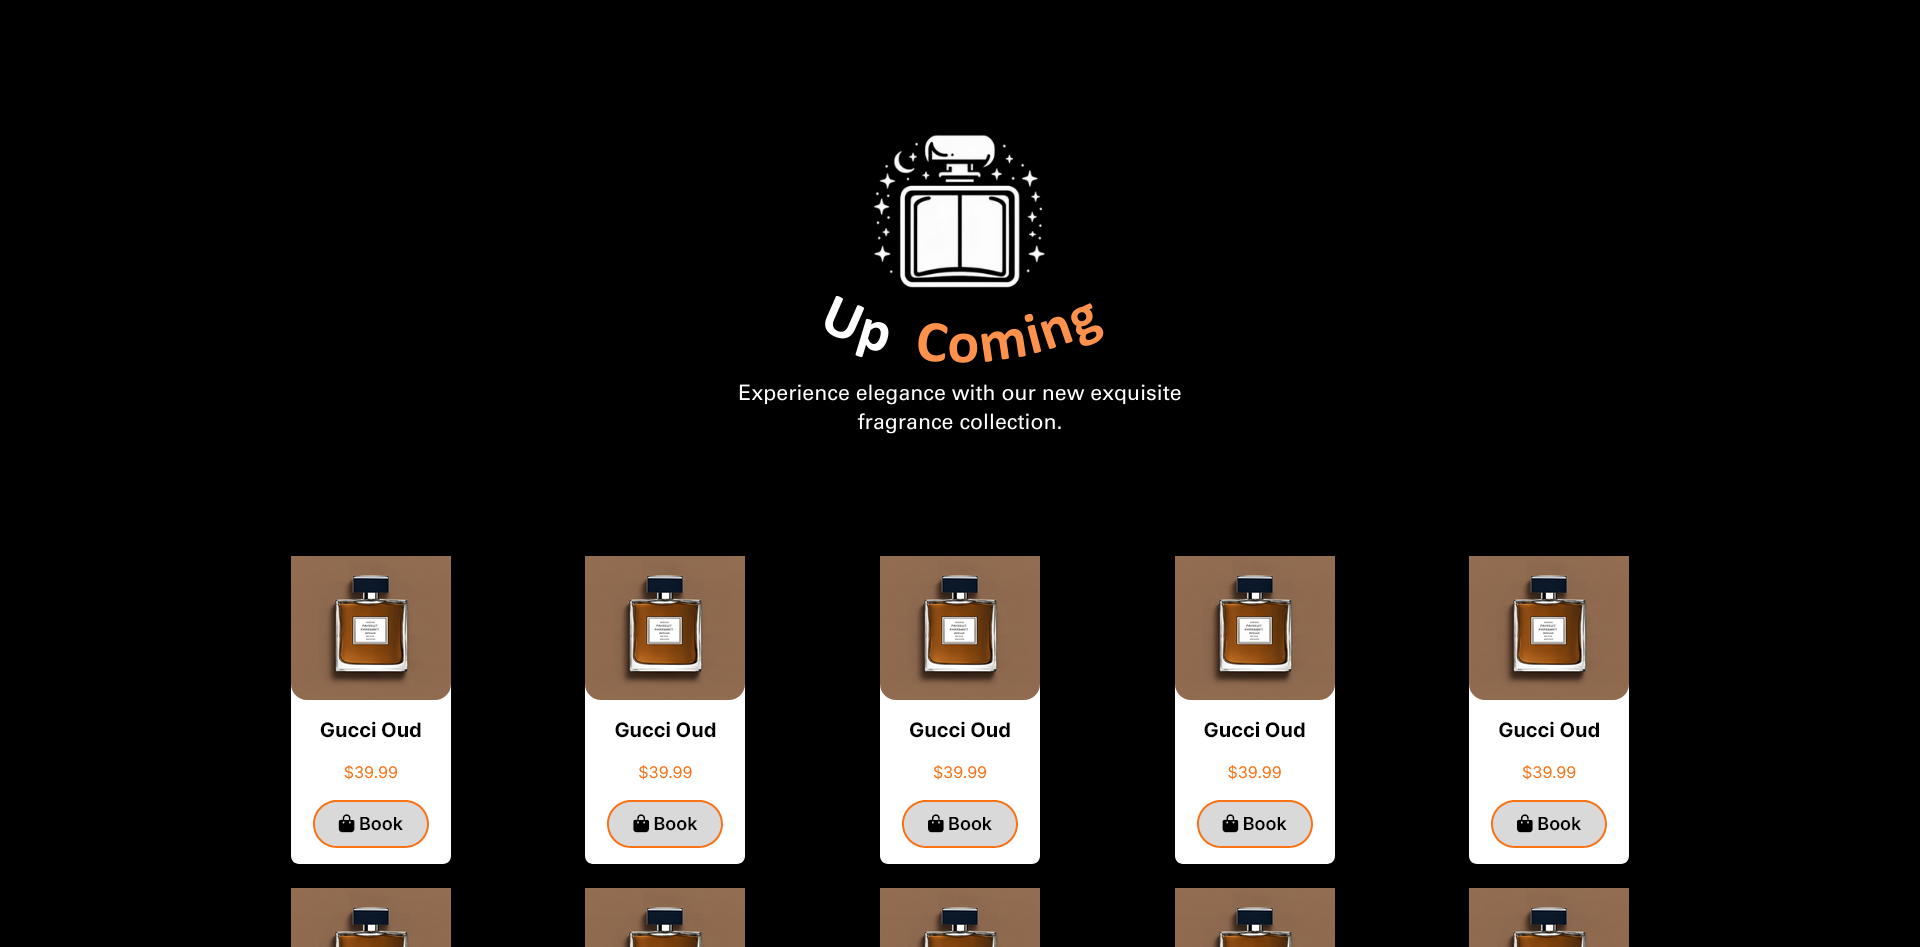 Up Coming
Experience elegance with our new exquisite
fragrance collection.
Gucci Oud
$39.99
Book
Gucci Oud
$39.99
Book
Gucci Oud
$39.99
Book
Gucci Oud
$39.99
Book
Gucci Oud
$39.99
Book